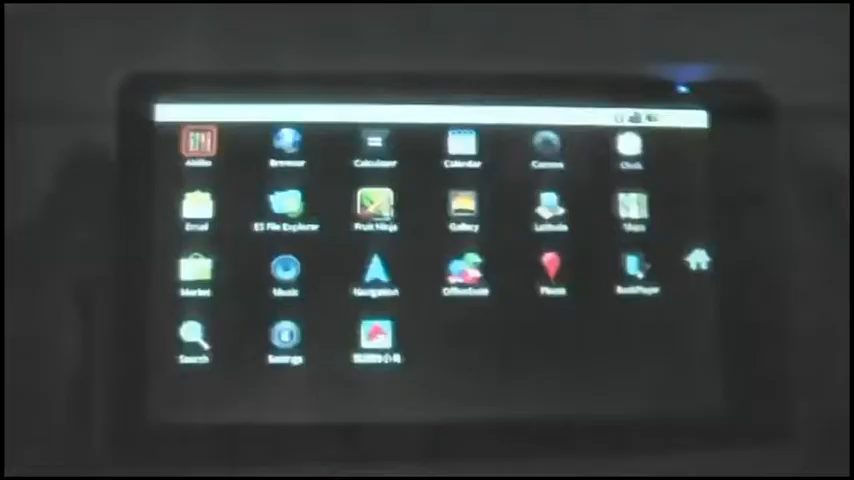 Browser
Calculator
Calendar
Camera
Clock
Email
ES File Explorer
Fruit Ninja
Gallery
Latitude
Maps
Market
Music
Navigation
Places
Search
Settings